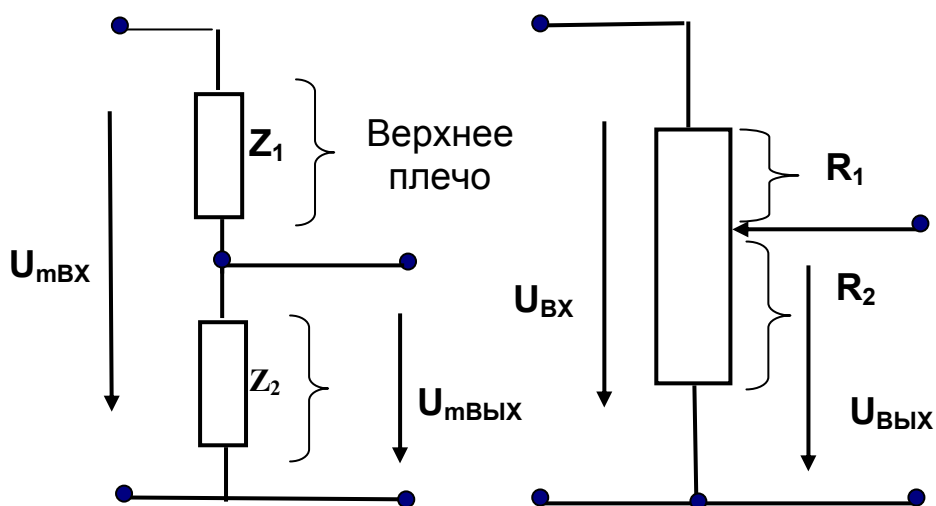 Z₁
Верхнее
плечо
UmВХ
Z₂
UmВЫХ
R₁
R₂
UВХ
UВЫХ